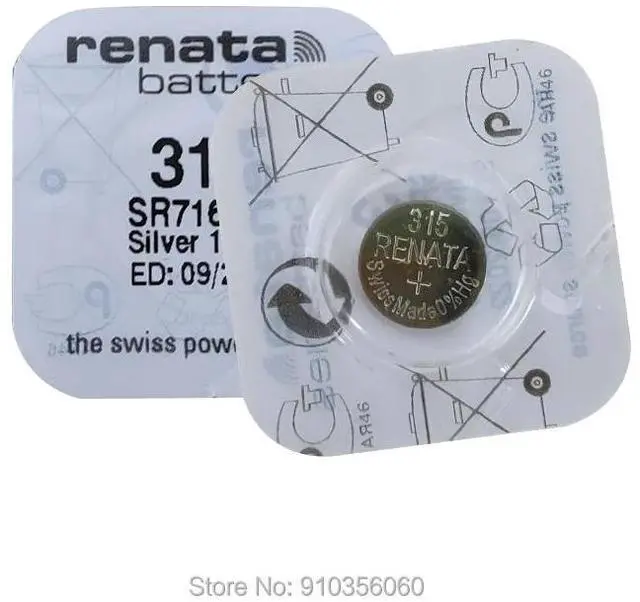 renata
batte
31
SR716
Silver 1
ED: 09/2
the swiss powe
315
RENATA
+
SwissMade0%Hg
AR46
Store No: 910356060